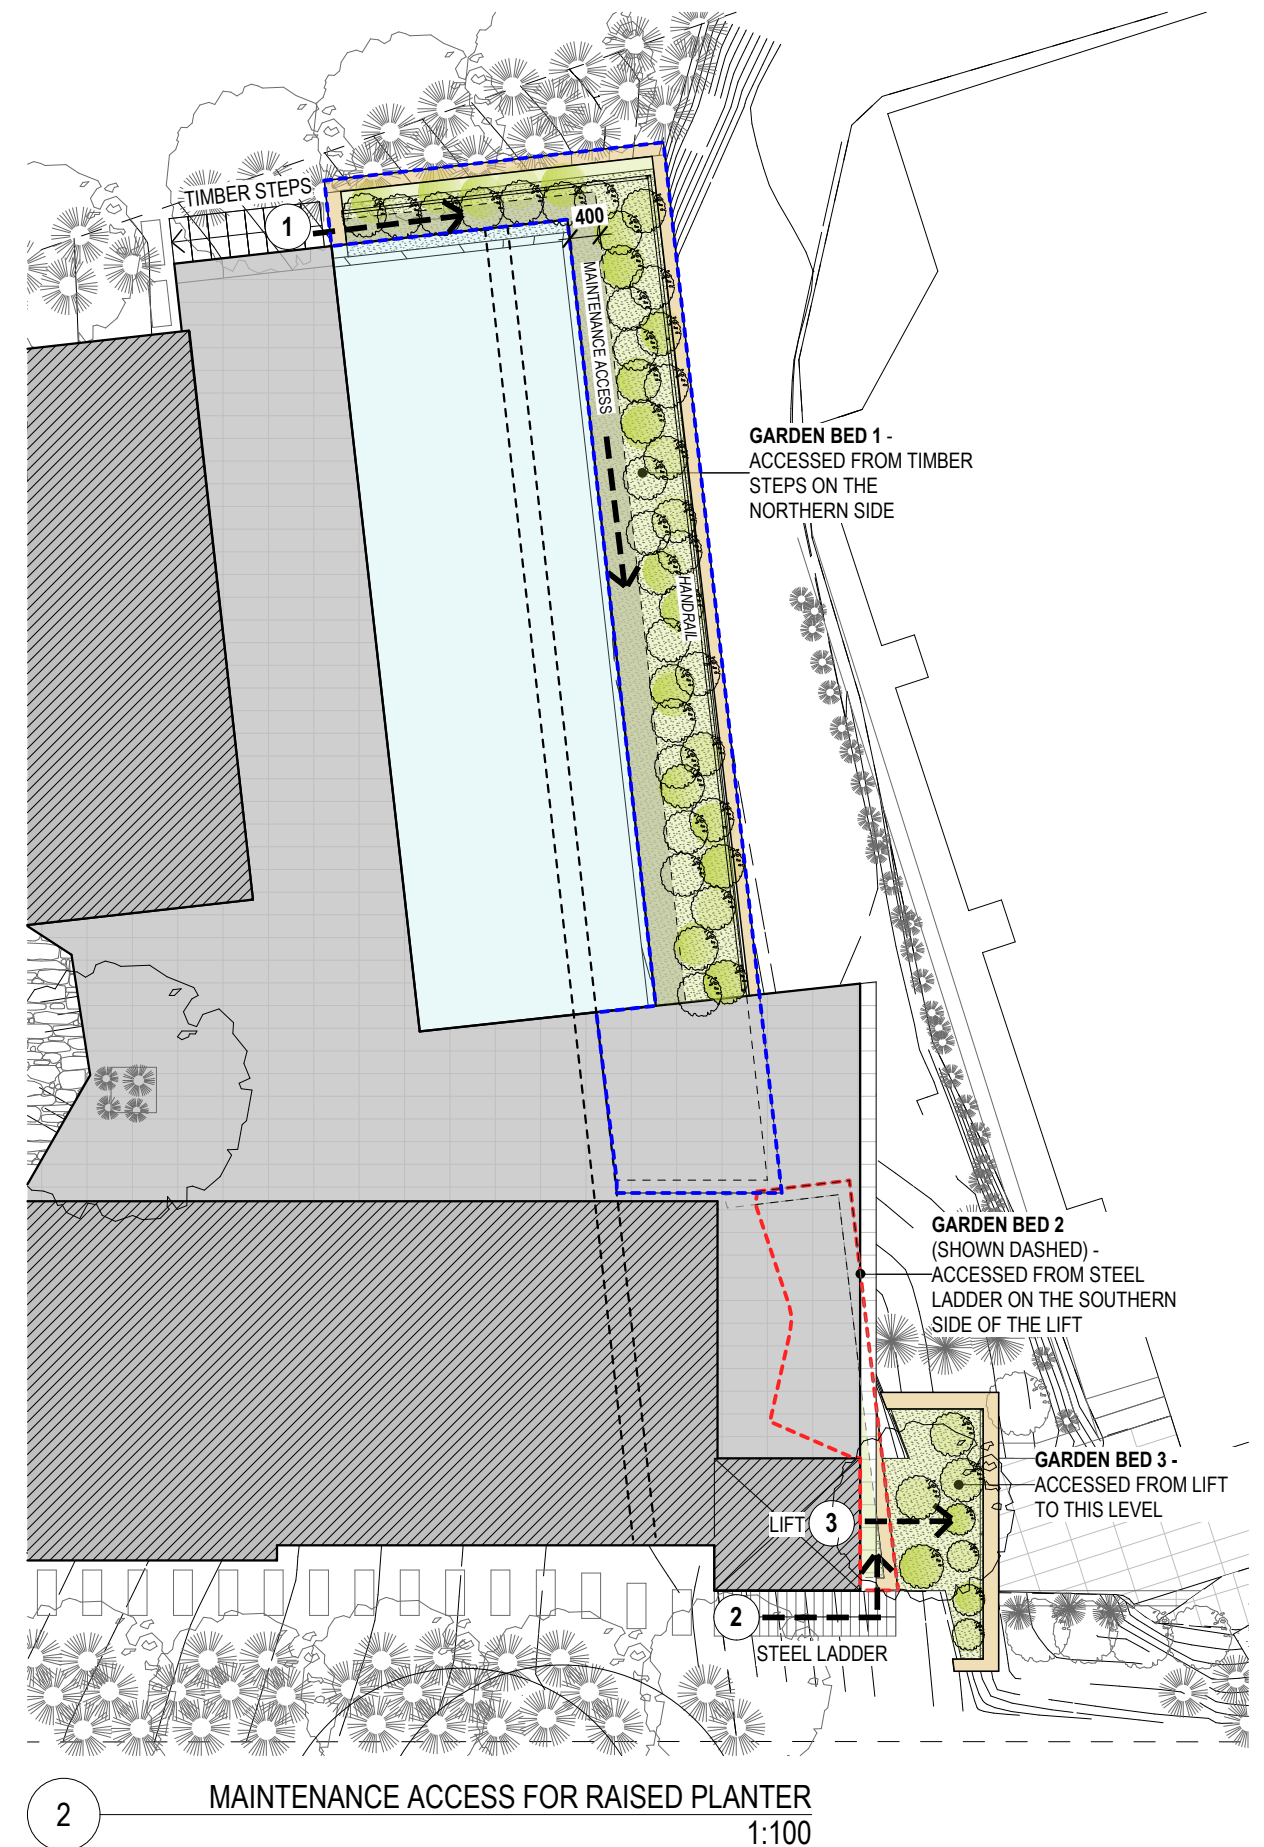 TIMBER STEPS
1
400
MAINTENANCE ACCESS
GARDEN BED 1 -
ACCESSED FROM TIMBER
STEPS ON THE
NORTHERN SIDE
HANDRAIL
GARDEN BED 2
(SHOWN DASHED) -
ACCESSED FROM STEEL
LADDER ON THE SOUTHERN
SIDE OF THE LIFT
GARDEN BED 3 -
ACCESSED FROM LIFT
TO THIS LEVEL
LIFT
3
2
STEEL LADDER
2
MAINTENANCE ACCESS FOR RAISED PLANTER
1:100